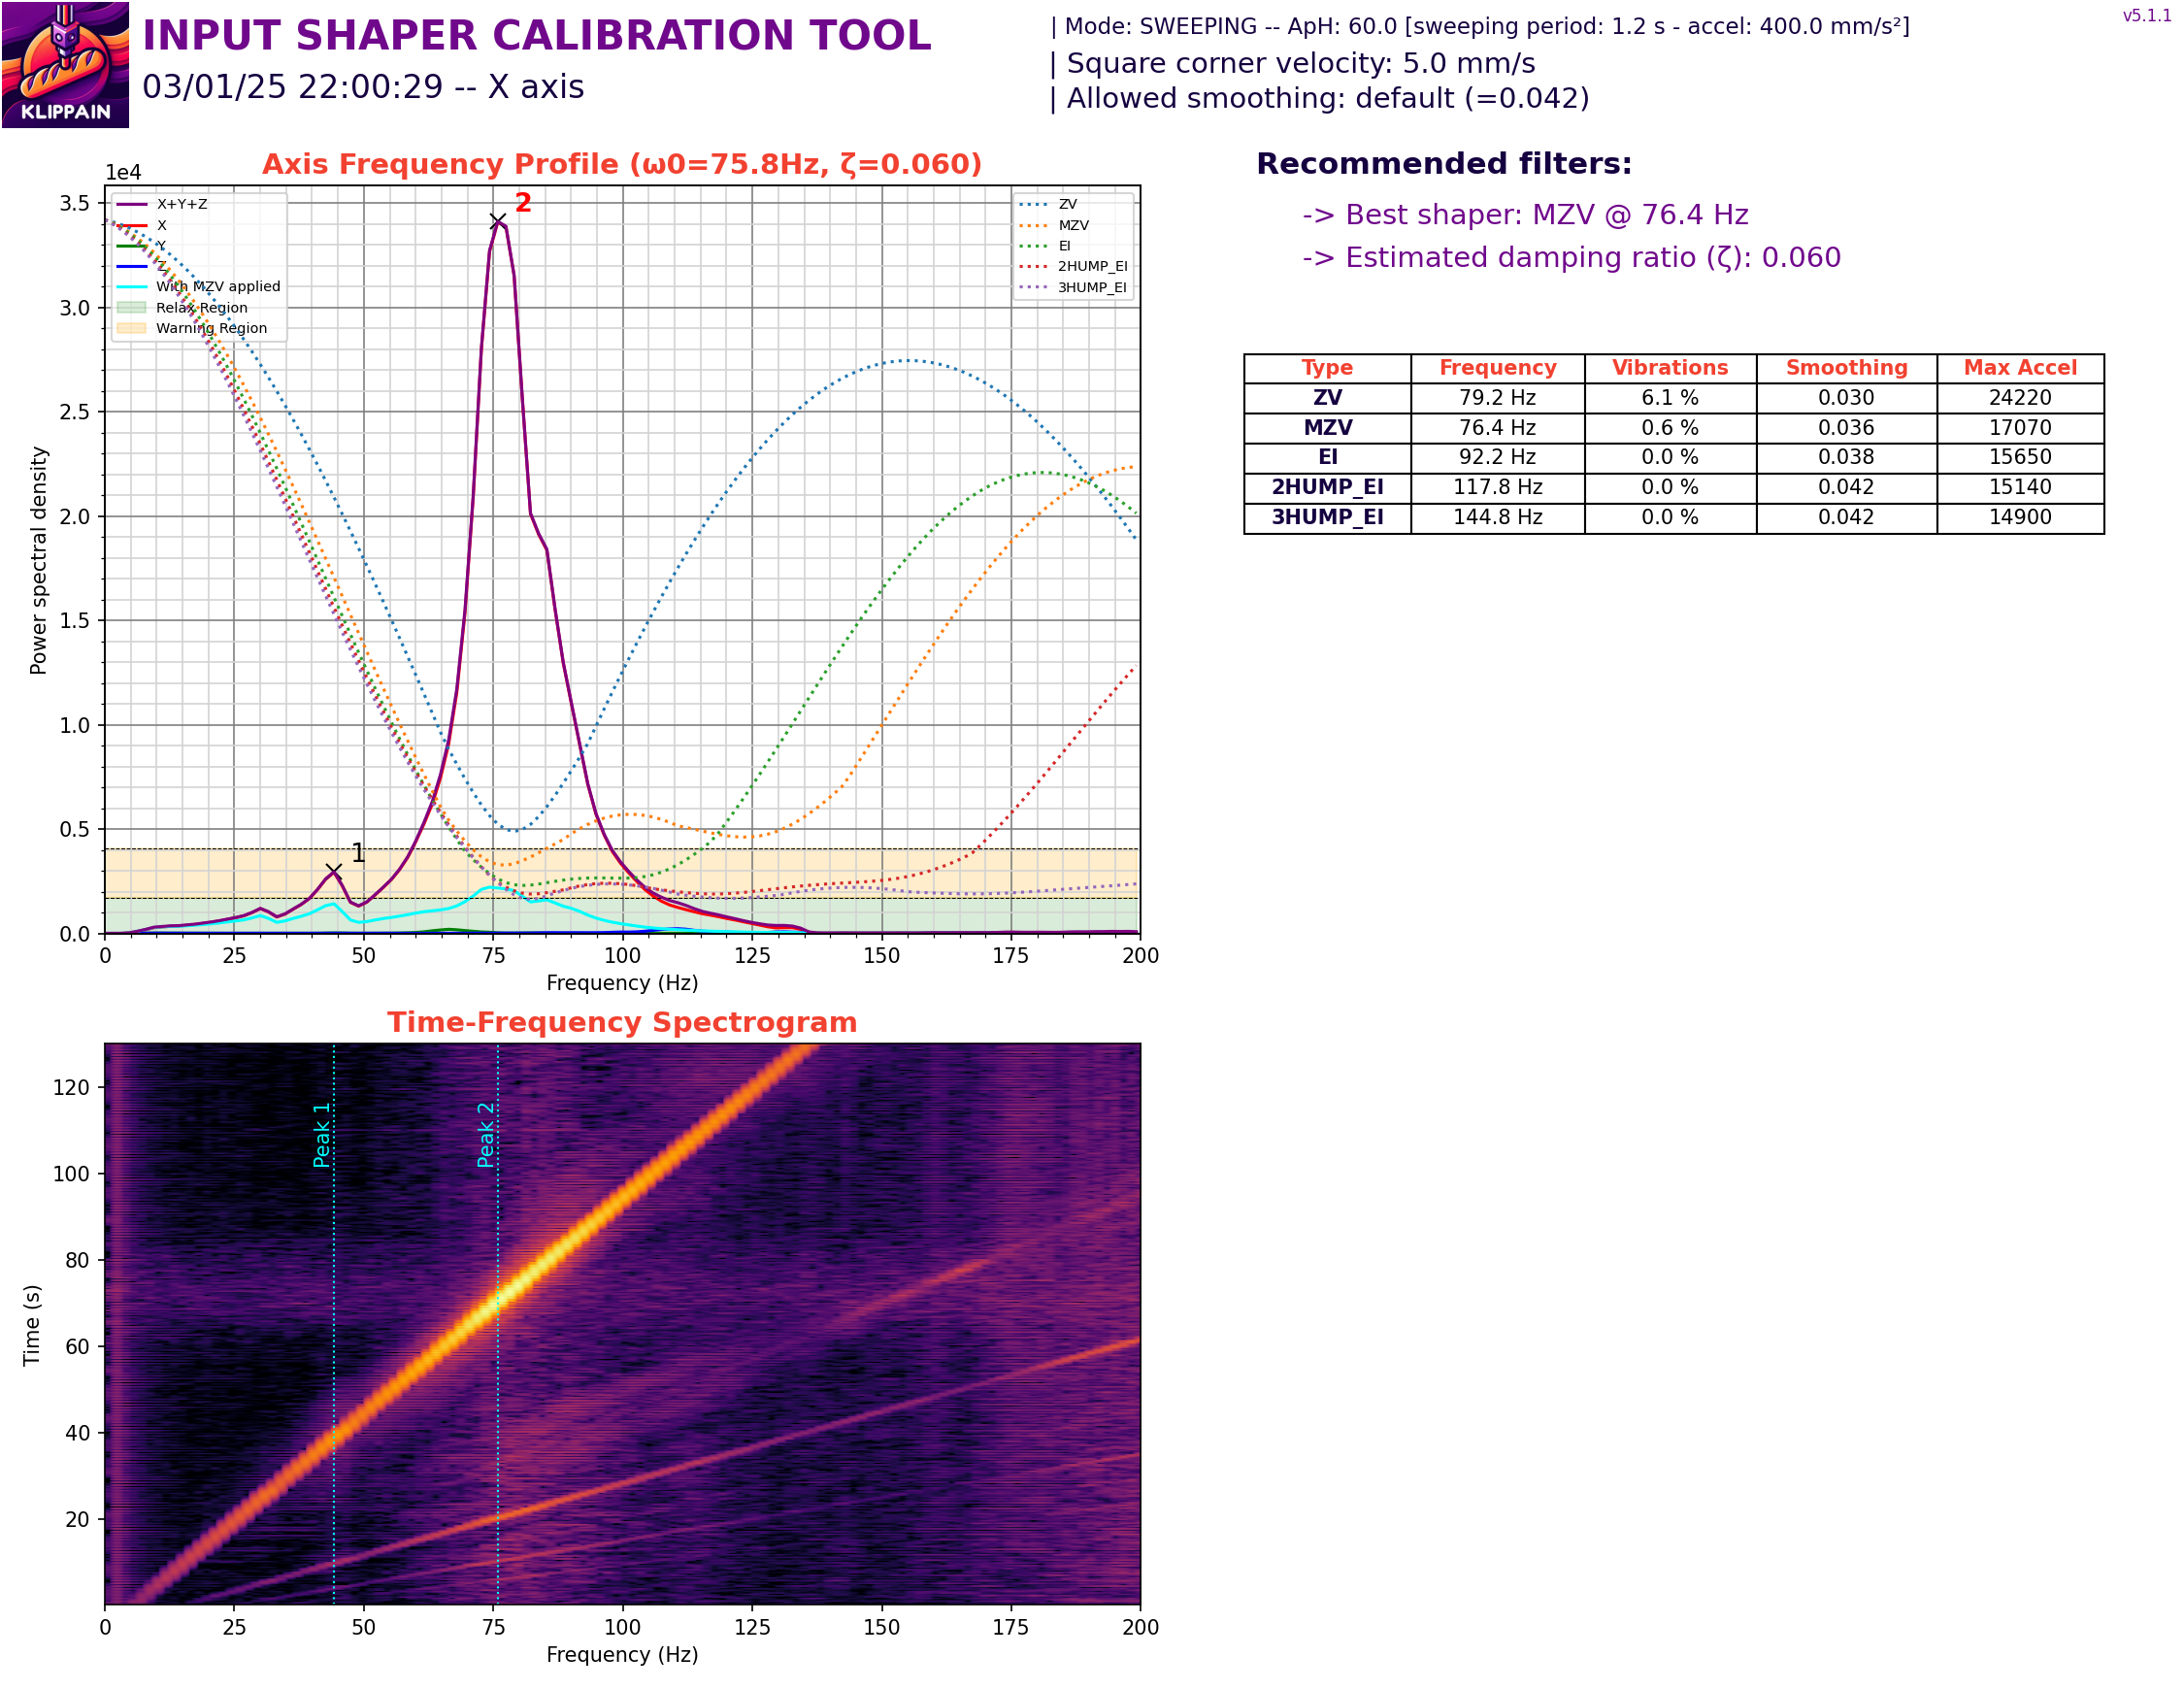 INPUT SHAPER CALIBRATION TOOL
03/01/25 22:00:29 -- X axis
KLIPPAIN
| Mode: SWEEPING -- ApH: 60.0 [sweeping period: 1.2 s - accel: 400.0 mm/s²]
| Square corner velocity: 5.0 mm/s
| Allowed smoothing: default (=0.042)
v5.1.1
Axis Frequency Profile (ω0=75.8Hz, ζ=0.060)
1e4
3.5
3.0
2.5
2.0
1.5
1.0
0.5
0.0
Power spectral density
X+Y+Z
X
Y
Z
With MZV applied
Relax Region
Warning Region
ZV
MZV
EI
2HUMP_EI
3HUMP_EI
2
1
0 25 50 75 100 125 150 175 200
Frequency (Hz)
Recommended filters:
-> Best shaper: MZV @ 76.4 Hz
-> Estimated damping ratio (ζ): 0.060
Type Frequency Vibrations Smoothing Max Accel
ZV 79.2 Hz 6.1 % 0.030 24220
MZV 76.4 Hz 0.6 % 0.036 17070
EI 92.2 Hz 0.0 % 0.038 15650
2HUMP_EI 117.8 Hz 0.0 % 0.042 15140
3HUMP_EI 144.8 Hz 0.0 % 0.042 14900
Time-Frequency Spectrogram
120
100
80
60
40
20
Time (s)
Peak 1
Peak 2
0 25 50 75 100 125 150 175 200
Frequency (Hz)